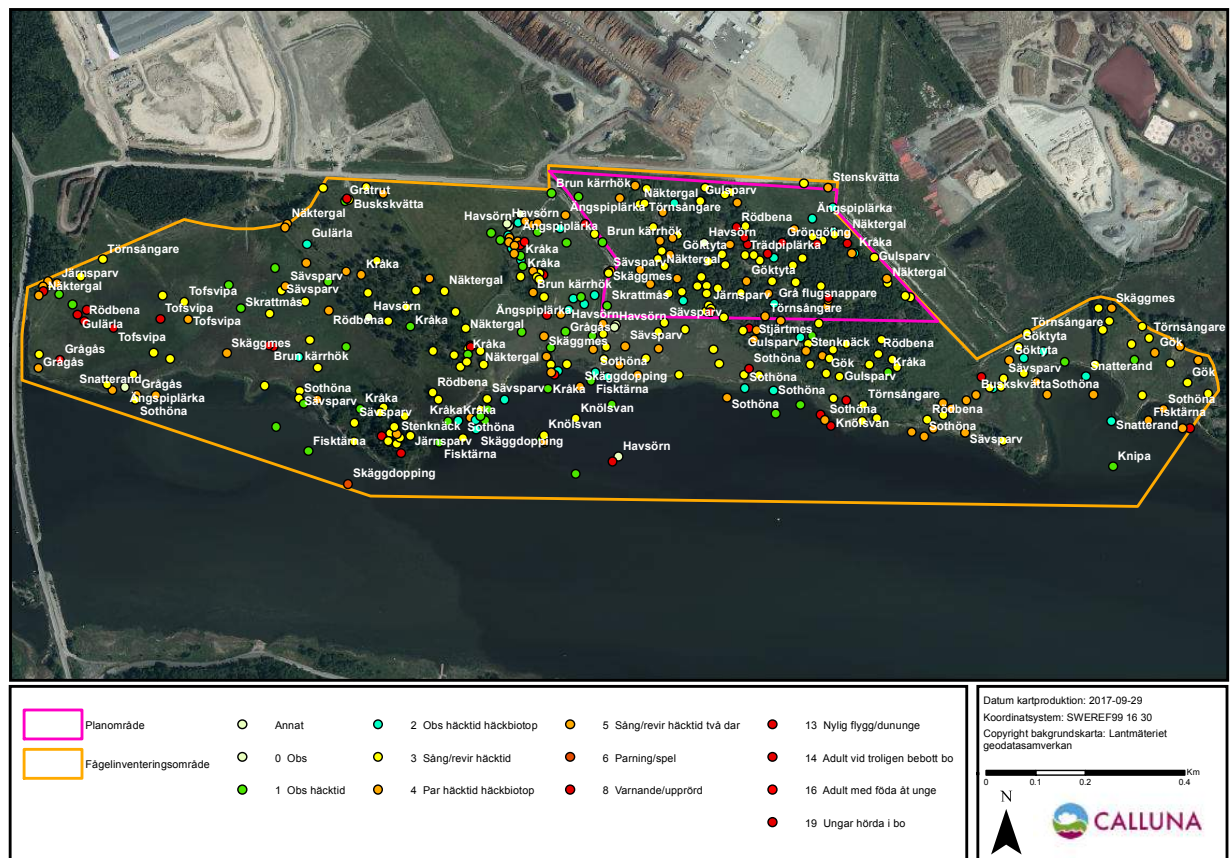 Gråtrut
Buskskvätta
Brun kärrhök
Näktergal
Gulsparv
Stenskvätta
Havsörn
Havsörn
Ängspiplärka
Törnsångare
Ängspiplärka
Näktergal
Näktergal
Ängspiplärka
Rödbena
Gulärla
Brun kärrhök
Havsörn
Gröngöling
Törnsångare
Kråka
Göktyta
Trädpiplärka
Kråka
Kråka
Sävsparv
Näktergal
Gulsparv
Järnsparv
Sävsparv
Kråka
Skäggmes
Göktyta
Näktergal
Näktergal
Sävsparv
Näktergal
Brun kärrhök
Skrattmås
Järnsparv
Grå flugsnappare
Skäggmes
Rödbena
Tofsvipa
Skrattmås
Havsörn
Ängspiplärka
Havsörn
Havsörn
Sävsparv
Törnsångare
Gulärla
Tofsvipa
Rödbena
Kråka
Näktergal
Grågås
Sävsparv
Stjärtmes
Törnsångare
Törnsångare
Tofsvipa
Gulsparv
Stenknäck
Rödbena
Göktyta
Gök
Grågås
Skäggmes
Brun kärrhök
Kråka
Näktergal
Skäggmes
Sothöna
Sothöna
Gök
Kråka
Göktyta
Snatterand
Gök
Grågås
Snatterand
Grågås
Rödbena
Skäggdopping
Sothöna
Gulsparv
Sävsparv
Ängspiplärka
Sothöna
Sävsparv
Kråka
Fisktärna
Sothöna
Buskskvätta
Sothöna
Sothöna
Sothöna
Sävsparv
Kråka
Sävsparv
Kråka
Kråka
Knölsvan
Sothöna
Sothöna
Törnsångare
Rödbena
Fisktärna
Stenknäck
Sothöna
Knölsvan
Knölsvan
Sothöna
Snatterand
Fisktärna
Järnsparv
Skäggdopping
Sävsparv
Fisktärna
Havsörn
Skäggdopping
Knipa
Planområde
Fågelinventeringsområde
Annat
0 Obs
1 Obs häcktid
2 Obs häcktid häckbiotop
3 Sång/revir häcktid
4 Par häcktid häckbiotop
5 Sång/revir häcktid två dar
6 Parning/spel
8 Varnande/upprörd
13 Nylig flygg/dununge
14 Adult vid troligen bebott bo
16 Adult med föda åt unge
19 Ungar hörda i bo
Datum kartproduktion: 2017-09-29
Koordinatsystem: SWEREF99 16 30
Copyright bakgrundskarta: Lantmäteriet
geodatasamverkan
Km
0 0.1 0.2 0.4
N
CALLUNA